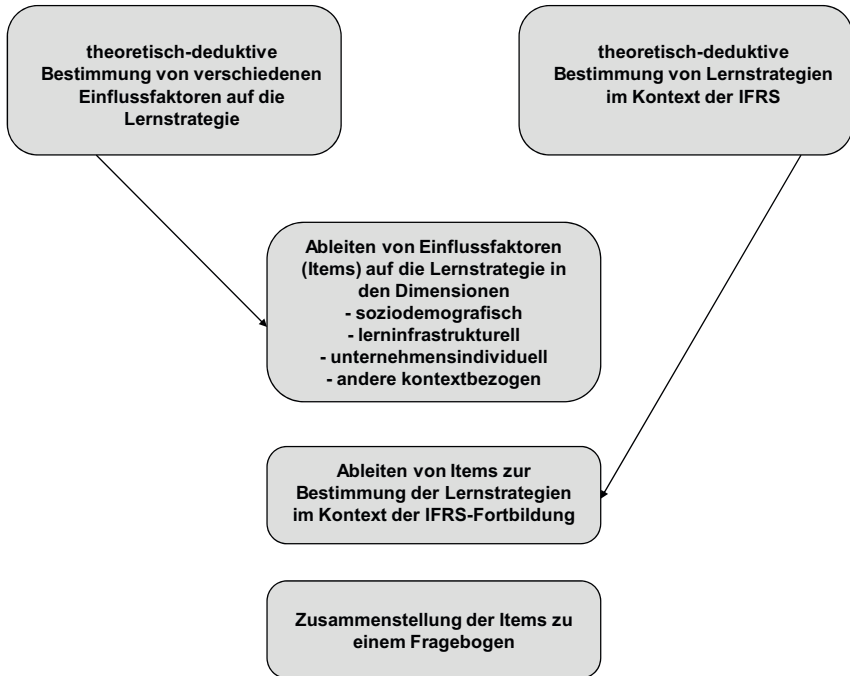 theoretisch-deduktive
Bestimmung von verschiedenen
Einflussfaktoren auf die
Lernstrategie
theoretisch-deduktive
Bestimmung von Lernstrategien
im Kontext der IFRS
Ableiten von Einflussfaktoren
(Items) auf die Lernstrategie in
den Dimensionen
- soziodemografisch
- lerninfrastrukturell
- unternehmensindividuell
- andere kontextbezogen
Ableiten von Items zur
Bestimmung der Lernstrategien
im Kontext der IFRS-Fortbildung
Zusammenstellung der Items zu
einem Fragebogen